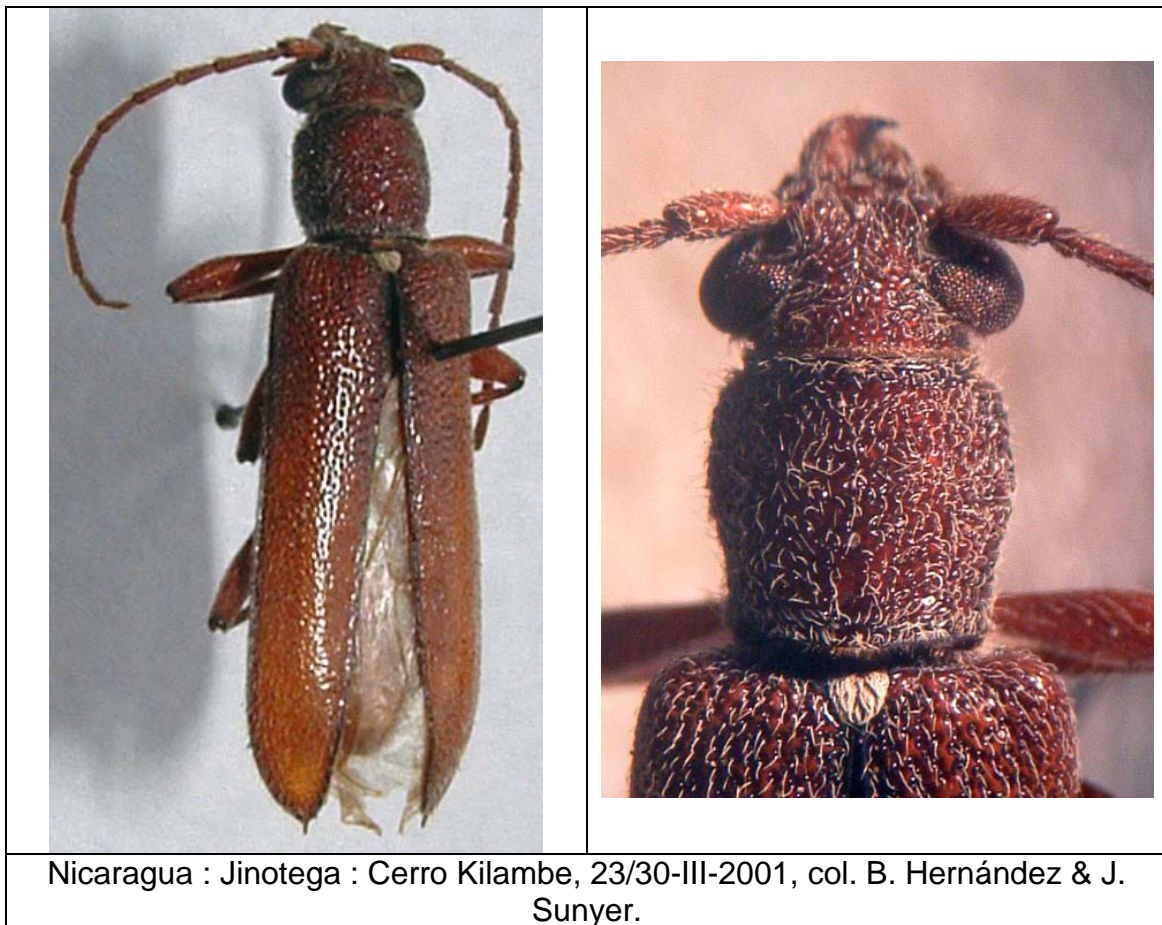 Nicaragua : Jinotega : Cerro Kilambe, 23/30-III-2001, col. B. Hernández & J.
Sunyer.